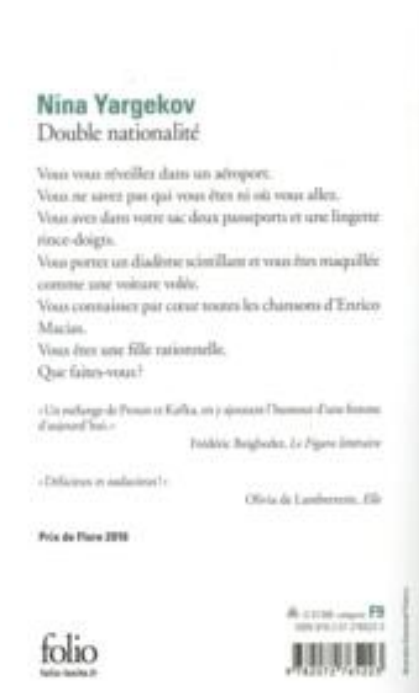 Nina Yargekov
Double nationalité
Vous vous réveillez dans un aéroport.
Vous ne savez pas qui vous êtes ni où vous allez.
Vous avez dans votre sac deux passeports et une lingette
rince-doigts.
Vous portez un diadème scintillant et vous êtes maquillée
comme une voiture volée.
Vous connaissez par cœur toutes les chansons d'Enrico
Macias.
Vous êtes une fille rationnelle.
Que faites-vous?
«Un mélange de Proust et Kafka, en y ajoutant l'humour d'une femme
d'aujourd'hui.»
Frédéric Beigbeder, Le Figaro littéraire
«Délicieux et audacieux!»
Olivia de Lamberterie, Elle
Prix de Flore 2016
F9
folio
folio-lesite.fr